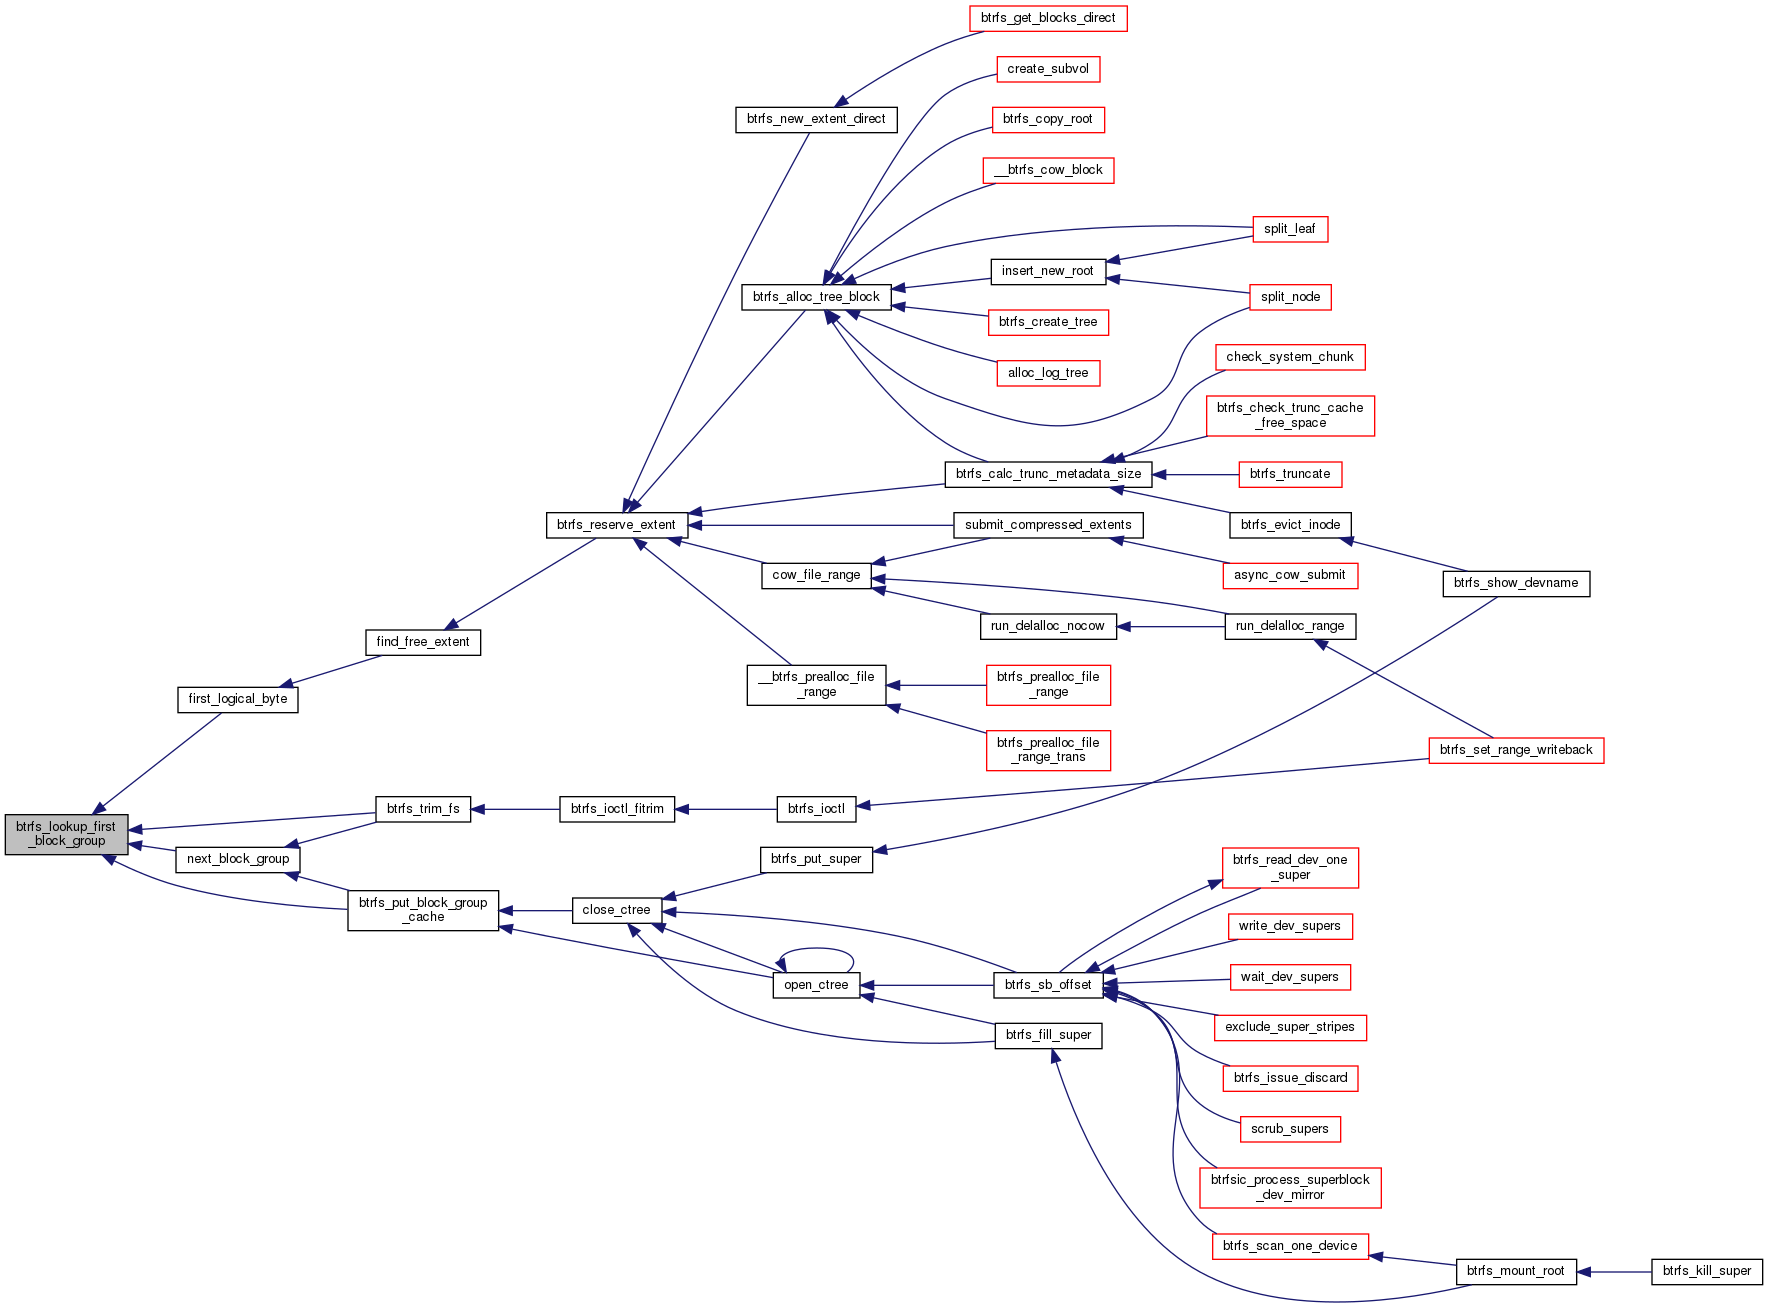 btrfs_get_blocks_direct
create_subvol
btrfs_new_extent_direct
btrfs_copy_root
__btrfs_cow_block
split_leaf
insert_new_root
btrfs_alloc_tree_block
split_node
btrfs_create_tree
check_system_chunk
alloc_log_tree
btrfs_check_trunc_cache
_free_space
btrfs_calc_trunc_metadata_size
btrfs_truncate
btrfs_reserve_extent
submit_compressed_extents
btrfs_evict_inode
cow_file_range
async_cow_submit
btrfs_show_devname
run_delalloc_nocow
run_delalloc_range
find_free_extent
__btrfs_prealloc_file
_range
btrfs_prealloc_file
_range
first_logical_byte
btrfs_prealloc_file
_range_trans
btrfs_set_range_writeback
btrfs_trim_fs
btrfs_ioctl_fitrim
btrfs_ioctl
btrfs_lookup_first
_block_group
next_block_group
btrfs_put_super
btrfs_read_dev_one
_super
btrfs_put_block_group
_cache
close_ctree
write_dev_supers
open_ctree
btrfs_sb_offset
wait_dev_supers
exclude_super_stripes
btrfs_fill_super
btrfs_issue_discard
scrub_supers
btrfsic_process_superblock
_dev_mirror
btrfs_scan_one_device
btrfs_mount_root
btrfs_kill_super